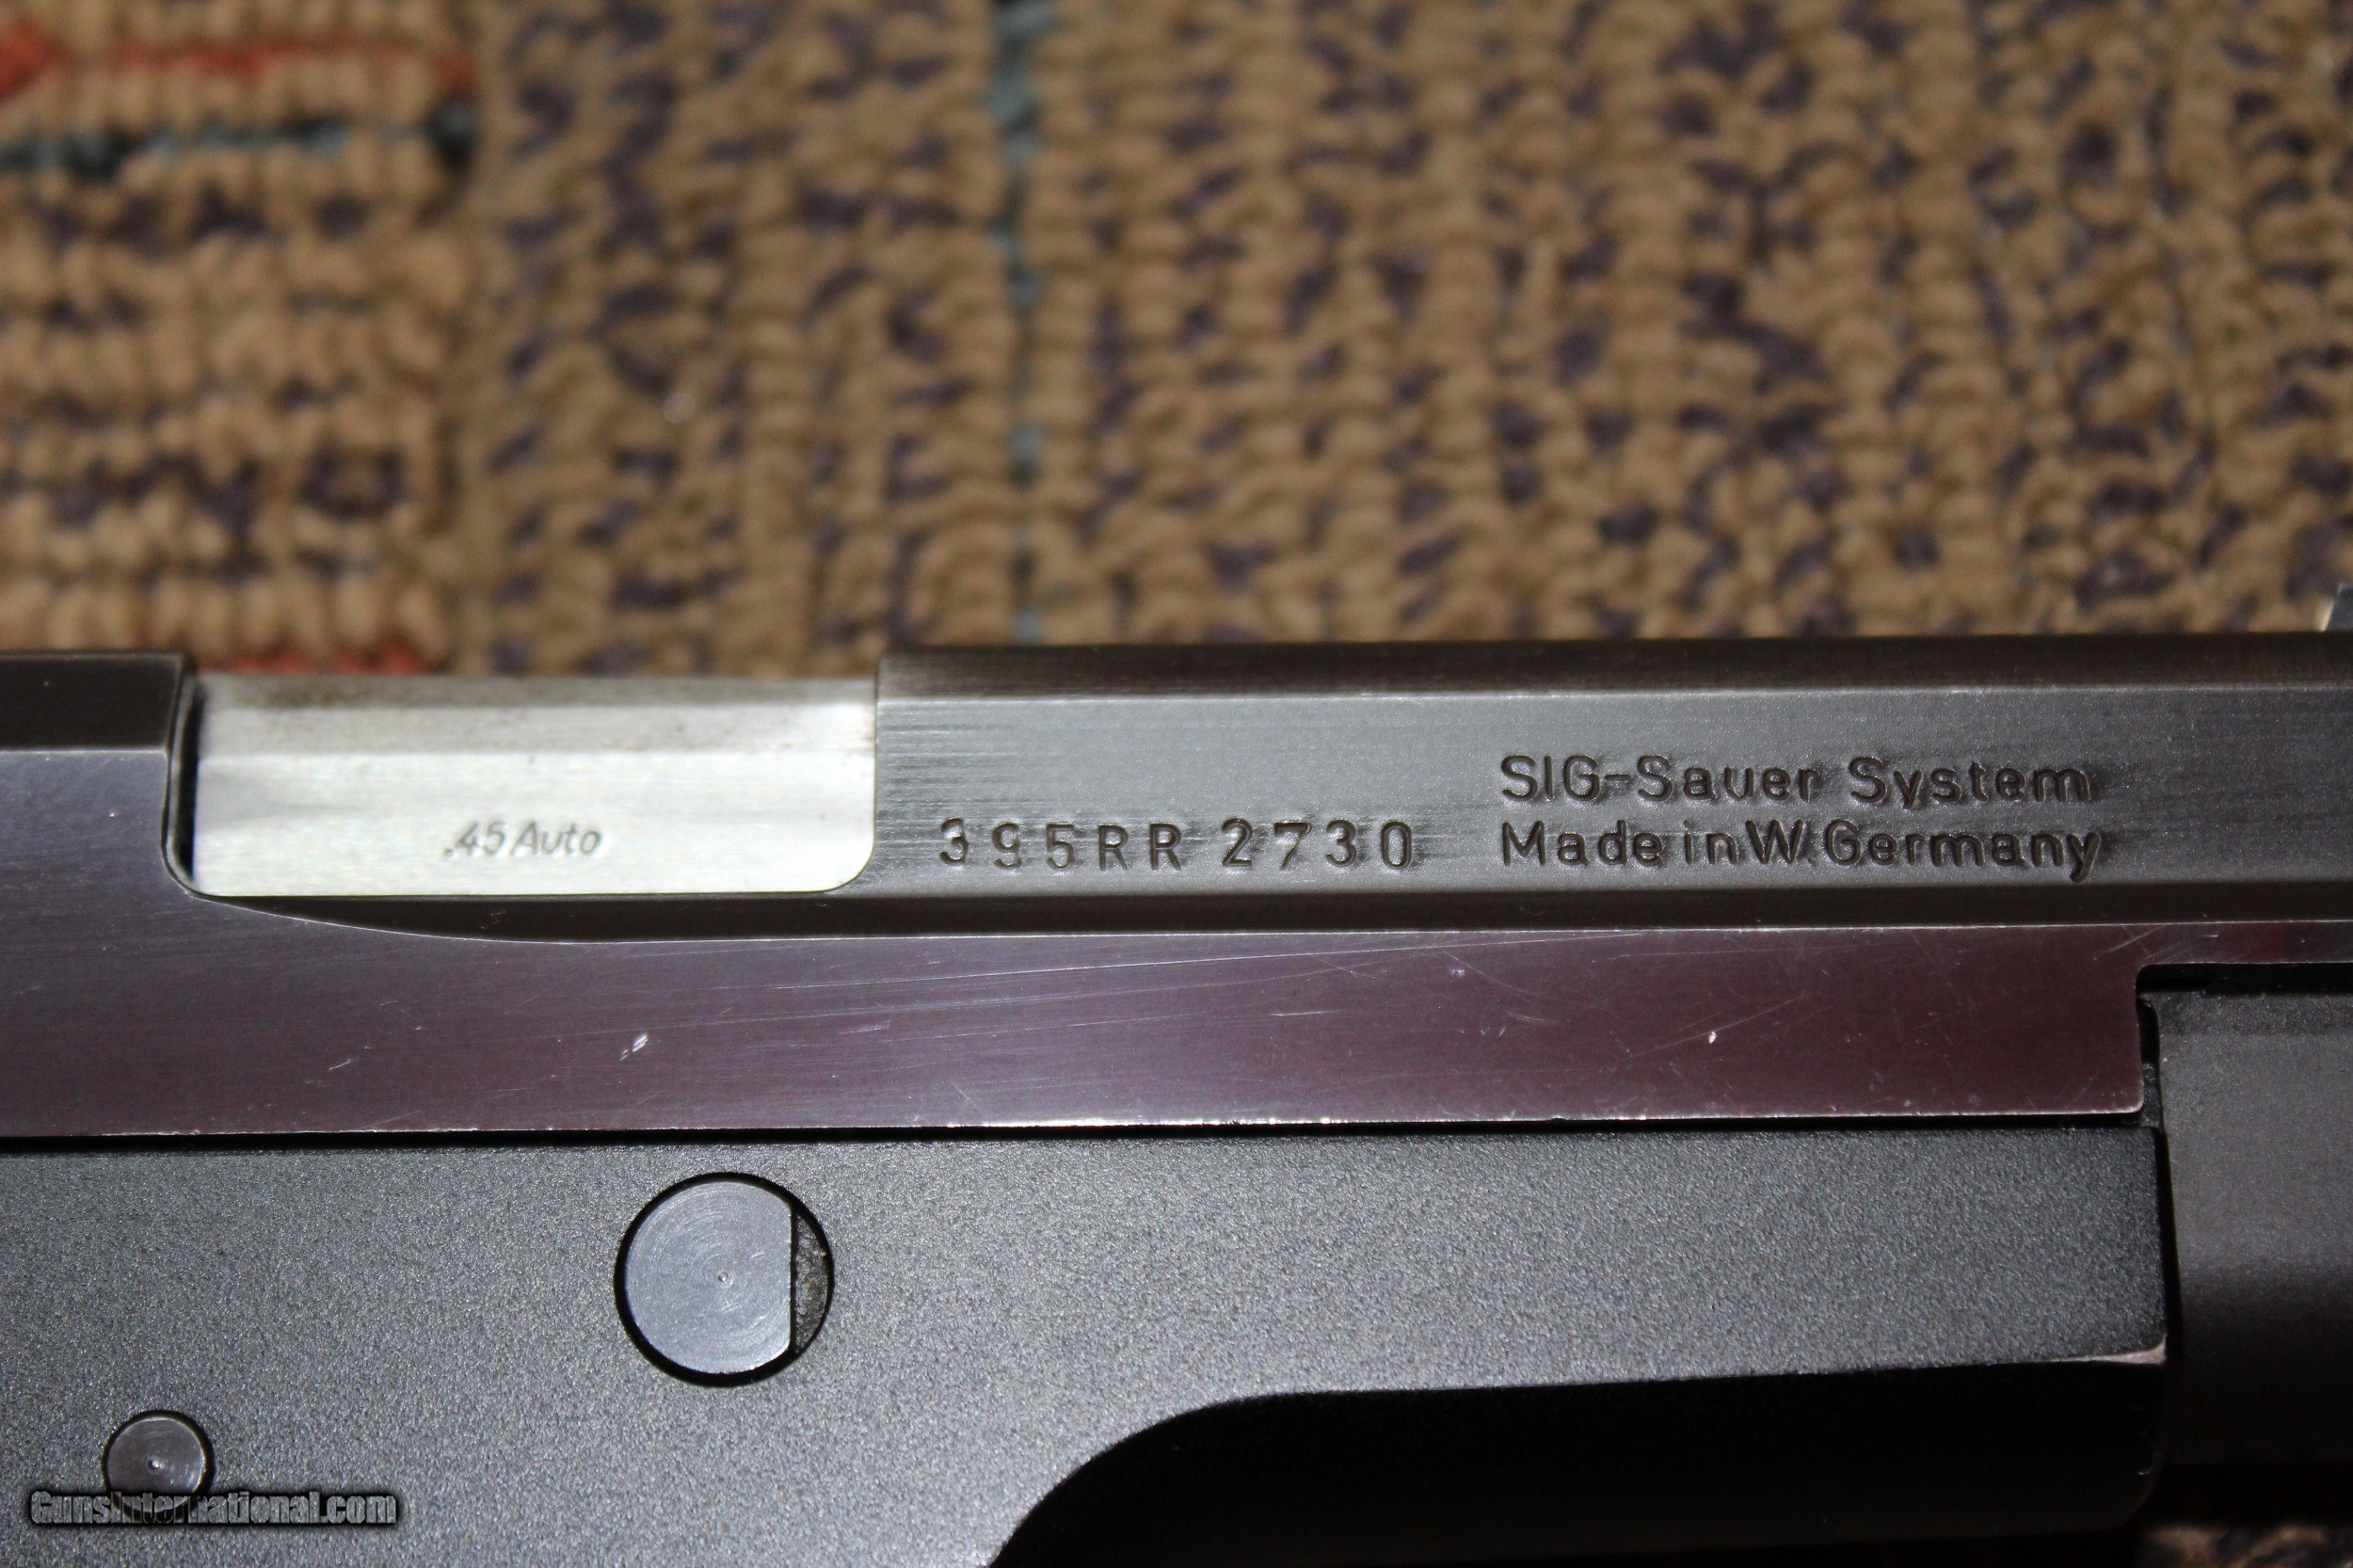 .45 Auto
395RR 2730
SIG-Sauer System
Made in W. Germany
GunsInternational.com